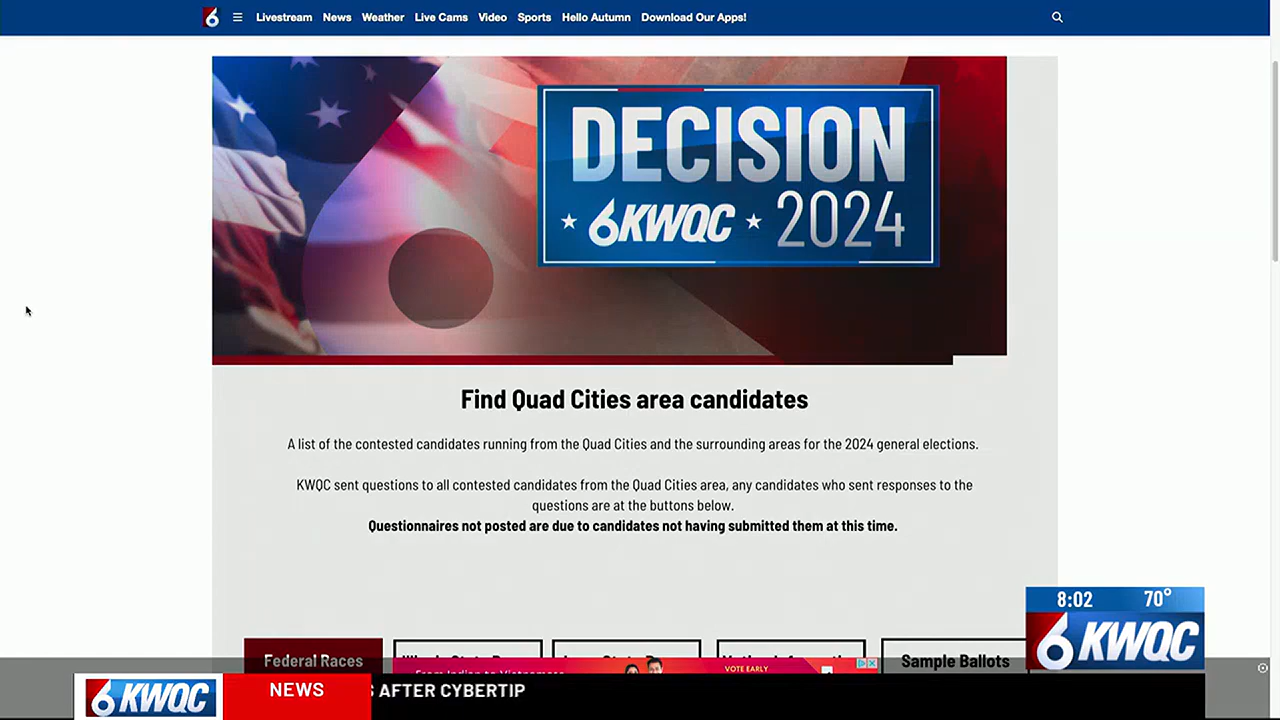 6 Livestream News Weather Live Cams Video Sports Hello Autumn Download Our Apps!
DECISION
6KWQC 2024
Find Quad Cities area candidates
A list of the contested candidates running from the Quad Cities and the surrounding areas for the 2024 general elections.
KWQC sent questions to all contested candidates from the Quad Cities area, any candidates who sent responses to the
questions are at the buttons below.
Questionnaires not posted are due to candidates not having submitted them at this time.
8:02 70°
6KWQC
Federal Races
Sample Ballots
VOTE EARLY
6KWQC NEWS S AFTER CYBERTIP